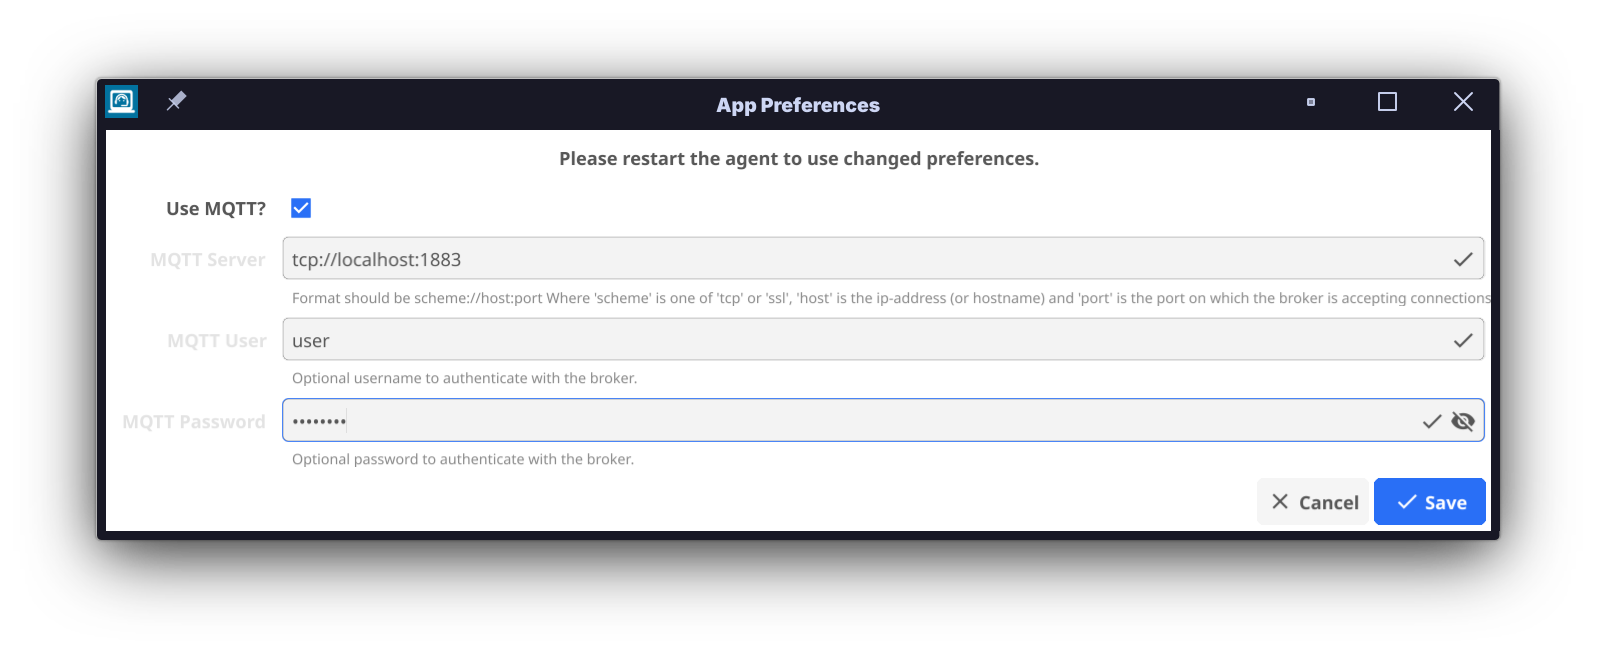 App Preferences
Please restart the agent to use changed preferences.
Use MQTT?
MQTT Server
tcp://localhost:1883
Format should be scheme://host:port Where 'scheme' is one of 'tcp' or 'ssl', 'host' is the ip-address (or hostname) and 'port' is the port on which the broker is accepting connections
MQTT User
user
Optional username to authenticate with the broker.
MQTT Password
••••••••
Optional password to authenticate with the broker.
Cancel
Save